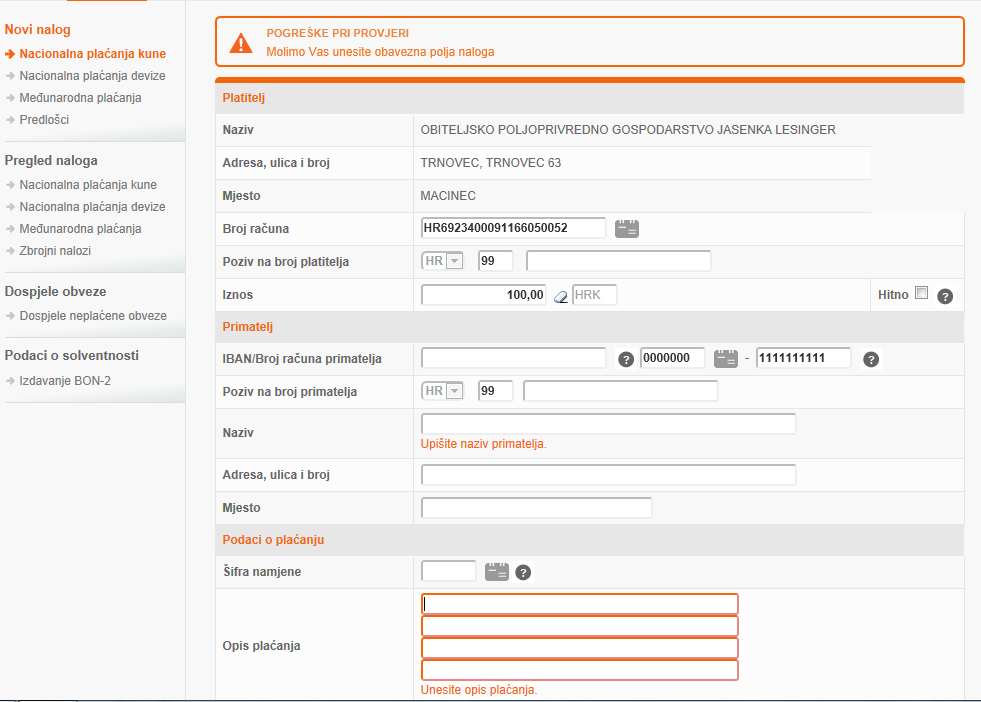 Novi nalog
Nacionalna plaćanja kune
Nacionalna plaćanja devize
Međunarodna plaćanja
Predlošci
Pregled naloga
Nacionalna plaćanja kune
Nacionalna plaćanja devize
Međunarodna plaćanja
Zbrojni nalozi
Dospjele obveze
Dospjele neplaćene obveze
Podaci o solventnosti
Izdavanje BON-2
POGREŠKE PRI PROVJERI
Molimo Vas unesite obavezna polja naloga
Platitelj
Naziv OBITELJSKO POLJOPRIVREDNO GOSPODARSTVO JASENKA LESINGER
Adresa, ulica i broj TRNOVEC, TRNOVEC 63
Mjesto MACINEC
Broj računa HR6923400091166050052
Poziv na broj platitelja HR 99
Iznos 100,00 HRK Hitno ?
Primatelj
IBAN/Broj računa primatelja ? 0000000 - 1111111111 ?
Poziv na broj primatelja HR 99
Naziv
Upišite naziv primatelja.
Adresa, ulica i broj
Mjesto
Podaci o plaćanju
Šifra namjene ?
Opis plaćanja
Unesite opis plaćanja.